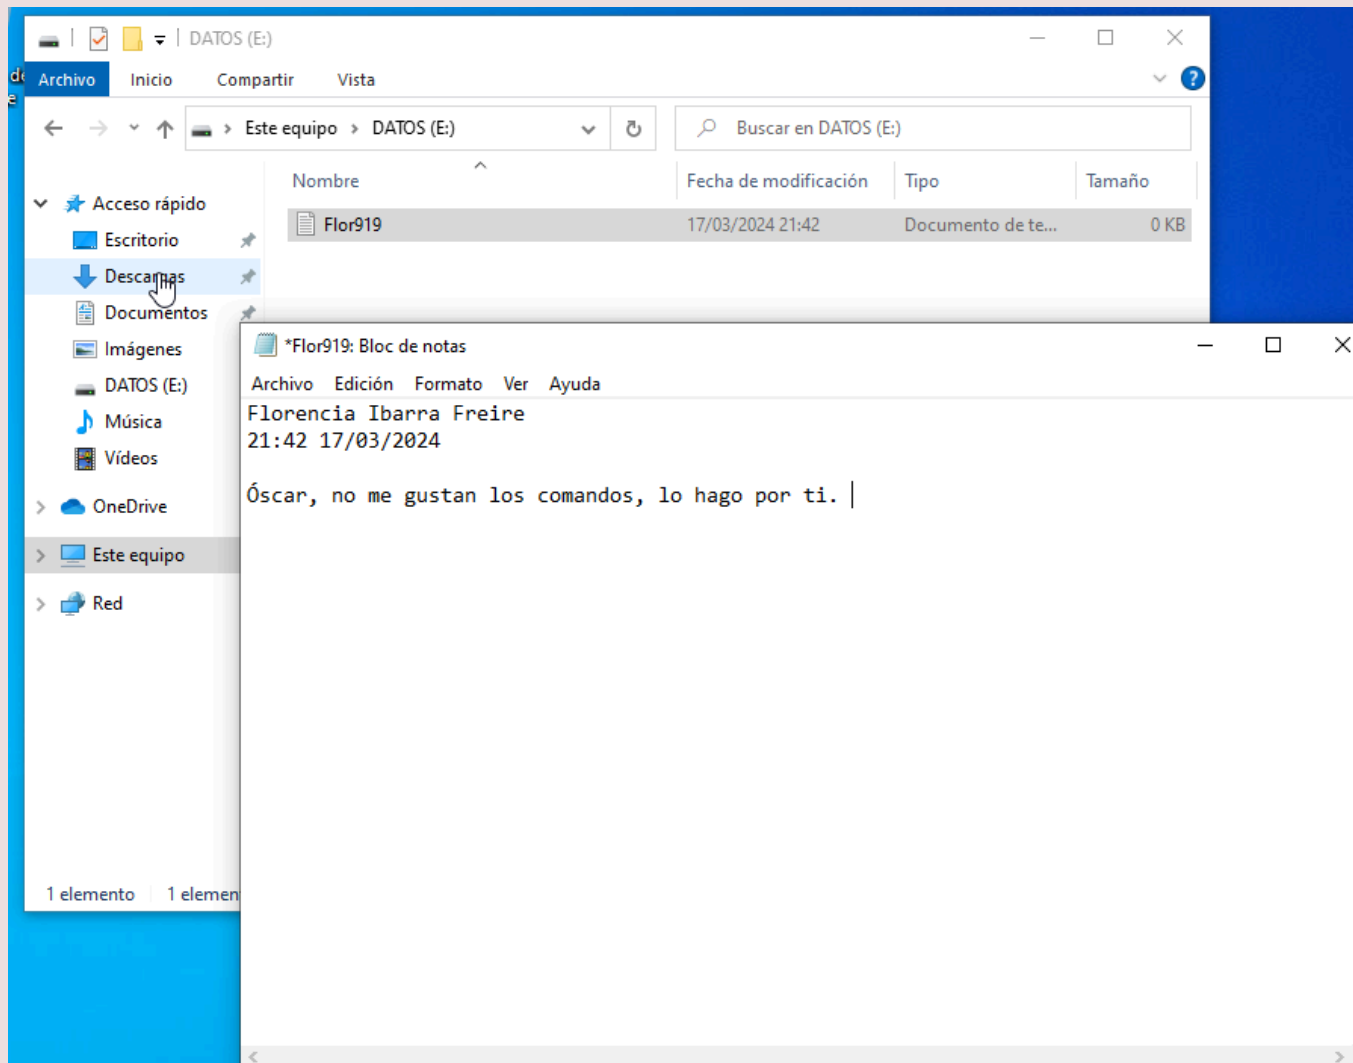 DATOS (E:)
Archivo Inicio Compartir Vista
Este equipo DATOS (E:) Buscar en DATOS (E:)
Nombre Fecha de modificación Tipo Tamaño
Flor919 17/03/2024 21:42 Documento de te... 0 KB
Acceso rápido
Escritorio
Descargas
Documentos
Imágenes
DATOS (E:)
Música
Vídeos
OneDrive
Este equipo
Red
1 elemento 1 elemen
*Flor919: Bloc de notas
Archivo Edición Formato Ver Ayuda
Florencia Ibarra Freire
21:42 17/03/2024
Óscar, no me gustan los comandos, lo hago por ti.